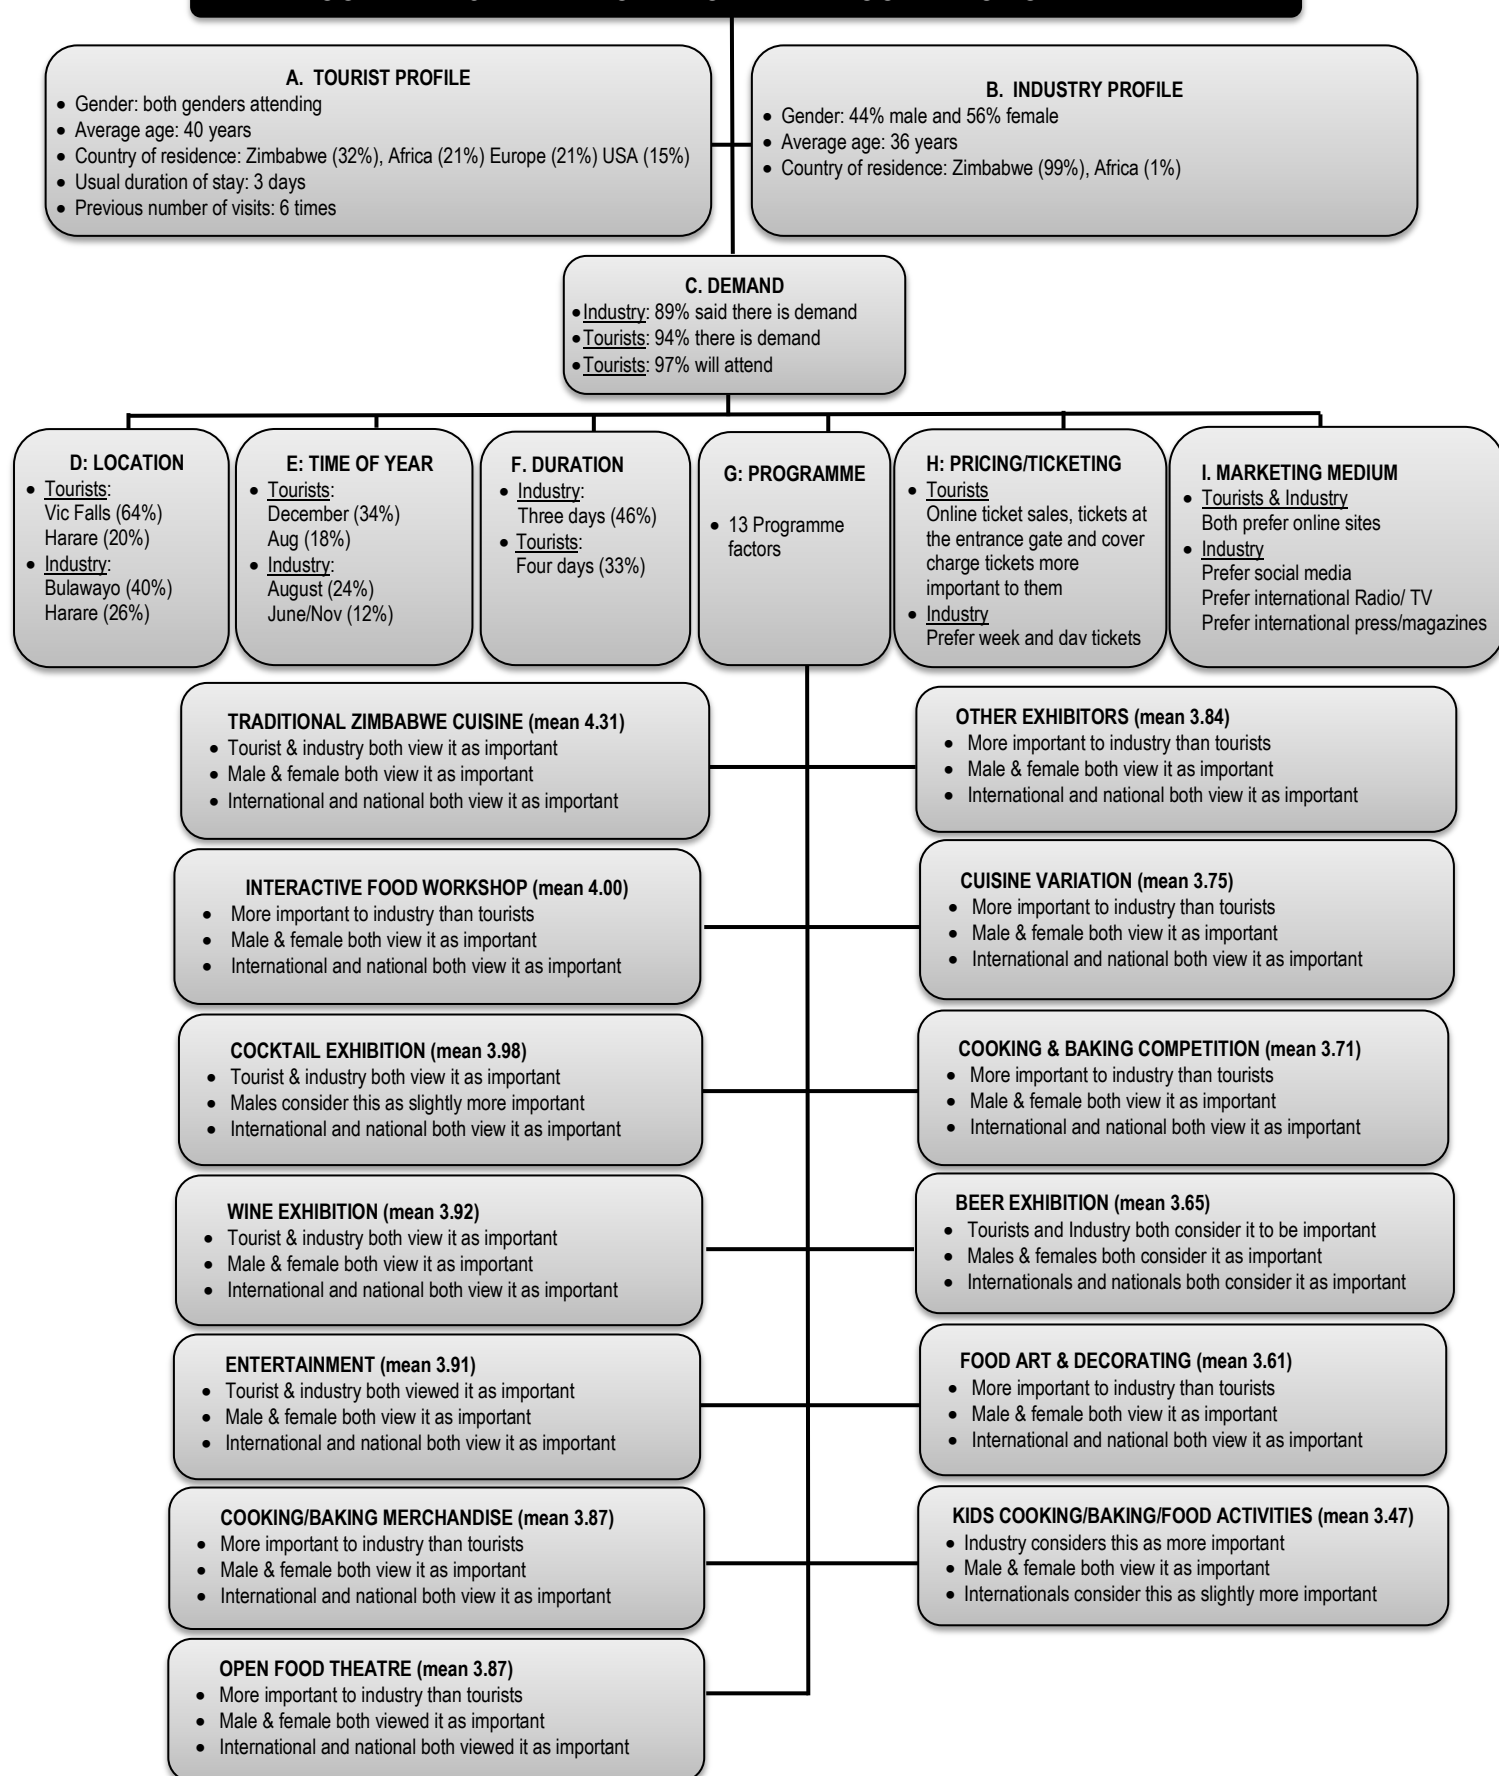 A. TOURIST PROFILE
• Gender: both genders attending
• Average age: 40 years
• Country of residence: Zimbabwe (32%), Africa (21%) Europe (21%) USA (15%)
• Usual duration of stay: 3 days
• Previous number of visits: 6 times
B. INDUSTRY PROFILE
• Gender: 44% male and 56% female
• Average age: 36 years
• Country of residence: Zimbabwe (99%), Africa (1%)
C. DEMAND
• Industry: 89% said there is demand
• Tourists: 94% there is demand
• Tourists: 97% will attend
D: LOCATION
• Tourists:
Vic Falls (64%)
Harare (20%)
• Industry:
Bulawayo (40%)
Harare (26%)
E: TIME OF YEAR
• Tourists:
December (34%)
Aug (18%)
• Industry:
August (24%)
June/Nov (12%)
F. DURATION
• Industry:
Three days (46%)
• Tourists:
Four days (33%)
G: PROGRAMME
• 13 Programme
factors
H: PRICING/TICKETING
• Tourists
Online ticket sales, tickets at
the entrance gate and cover
charge tickets more
important to them
• Industry
Prefer week and day tickets
I. MARKETING MEDIUM
• Tourists & Industry
Both prefer online sites
• Industry
Prefer social media
Prefer international Radio/ TV
Prefer international press/magazines
TRADITIONAL ZIMBABWE CUISINE (mean 4.31)
• Tourist & industry both view it as important
• Male & female both view it as important
• International and national both view it as important
OTHER EXHIBITORS (mean 3.84)
• More important to industry than tourists
• Male & female both view it as important
• International and national both view it as important
INTERACTIVE FOOD WORKSHOP (mean 4.00)
• More important to industry than tourists
• Male & female both view it as important
• International and national both view it as important
CUISINE VARIATION (mean 3.75)
• More important to industry than tourists
• Male & female both view it as important
• International and national both view it as important
COCKTAIL EXHIBITION (mean 3.98)
• Tourist & industry both view it as important
• Males consider this as slightly more important
• International and national both view it as important
COOKING & BAKING COMPETITION (mean 3.71)
• More important to industry than tourists
• Male & female both view it as important
• International and national both view it as important
WINE EXHIBITION (mean 3.92)
• Tourist & industry both view it as important
• Male & female both view it as important
• International and national both view it as important
BEER EXHIBITION (mean 3.65)
• Tourists and Industry both consider it to be important
• Males & females both consider it as important
• Internationals and nationals both consider it as important
ENTERTAINMENT (mean 3.91)
• Tourist & industry both viewed it as important
• Male & female both view it as important
• International and national both view it as important
FOOD ART & DECORATING (mean 3.61)
• More important to industry than tourists
• Male & female both view it as important
• International and national both view it as important
COOKING/BAKING MERCHANDISE (mean 3.87)
• More important to industry than tourists
• Male & female both view it as important
• International and national both view it as important
KIDS COOKING/BAKING/FOOD ACTIVITIES (mean 3.47)
• Industry considers this as more important
• Male & female both view it as important
• Internationals consider this as slightly more important
OPEN FOOD THEATRE (mean 3.87)
• More important to industry than tourists
• Male & female both viewed it as important
• International and national both viewed it as important